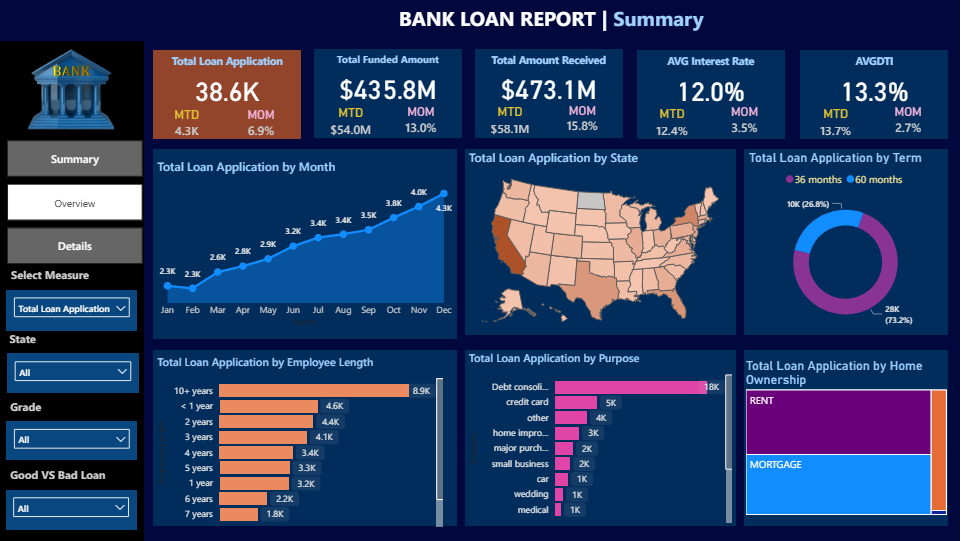 BANK LOAN REPORT | Summary
BANK
Summary
Overview
Details
Select Measure
Total Loan Application
State
All
Grade
All
Good VS Bad Loan
All
Total Loan Application
38.6K
MTD MOM
4.3K 6.9%
Total Funded Amount
$435.8M
MTD MOM
$54.0M 13.0%
Total Amount Received
$473.1M
MTD MOM
$58.1M 15.8%
AVG Interest Rate
12.0%
MTD MOM
12.4% 3.5%
AVGDTI
13.3%
MTD MOM
13.7% 2.7%
Total Loan Application by Month
2.3K 2.3K 2.6K 2.8K 2.9K 3.2K 3.4K 3.4K 3.5K 3.8K 4.0K 4.3K
Jan Feb Mar Apr May Jun Jul Aug Sep Oct Nov Dec
Total Loan Application by State
Total Loan Application by Term
36 months 60 months
10K (26.8%)
28K
(73.2%)
Total Loan Application by Employee Length
10+ years 8.9K
< 1 year 4.6K
2 years 4.4K
3 years 4.1K
4 years 3.4K
5 years 3.3K
1 year 3.2K
6 years 2.2K
7 years 1.8K
Total Loan Application by Purpose
Debt consoli... 18K
credit card 5K
other 4K
home impro... 3K
major purch... 2K
small business 2K
car 1K
wedding 1K
medical 1K
Total Loan Application by Home
Ownership
RENT
MORTGAGE